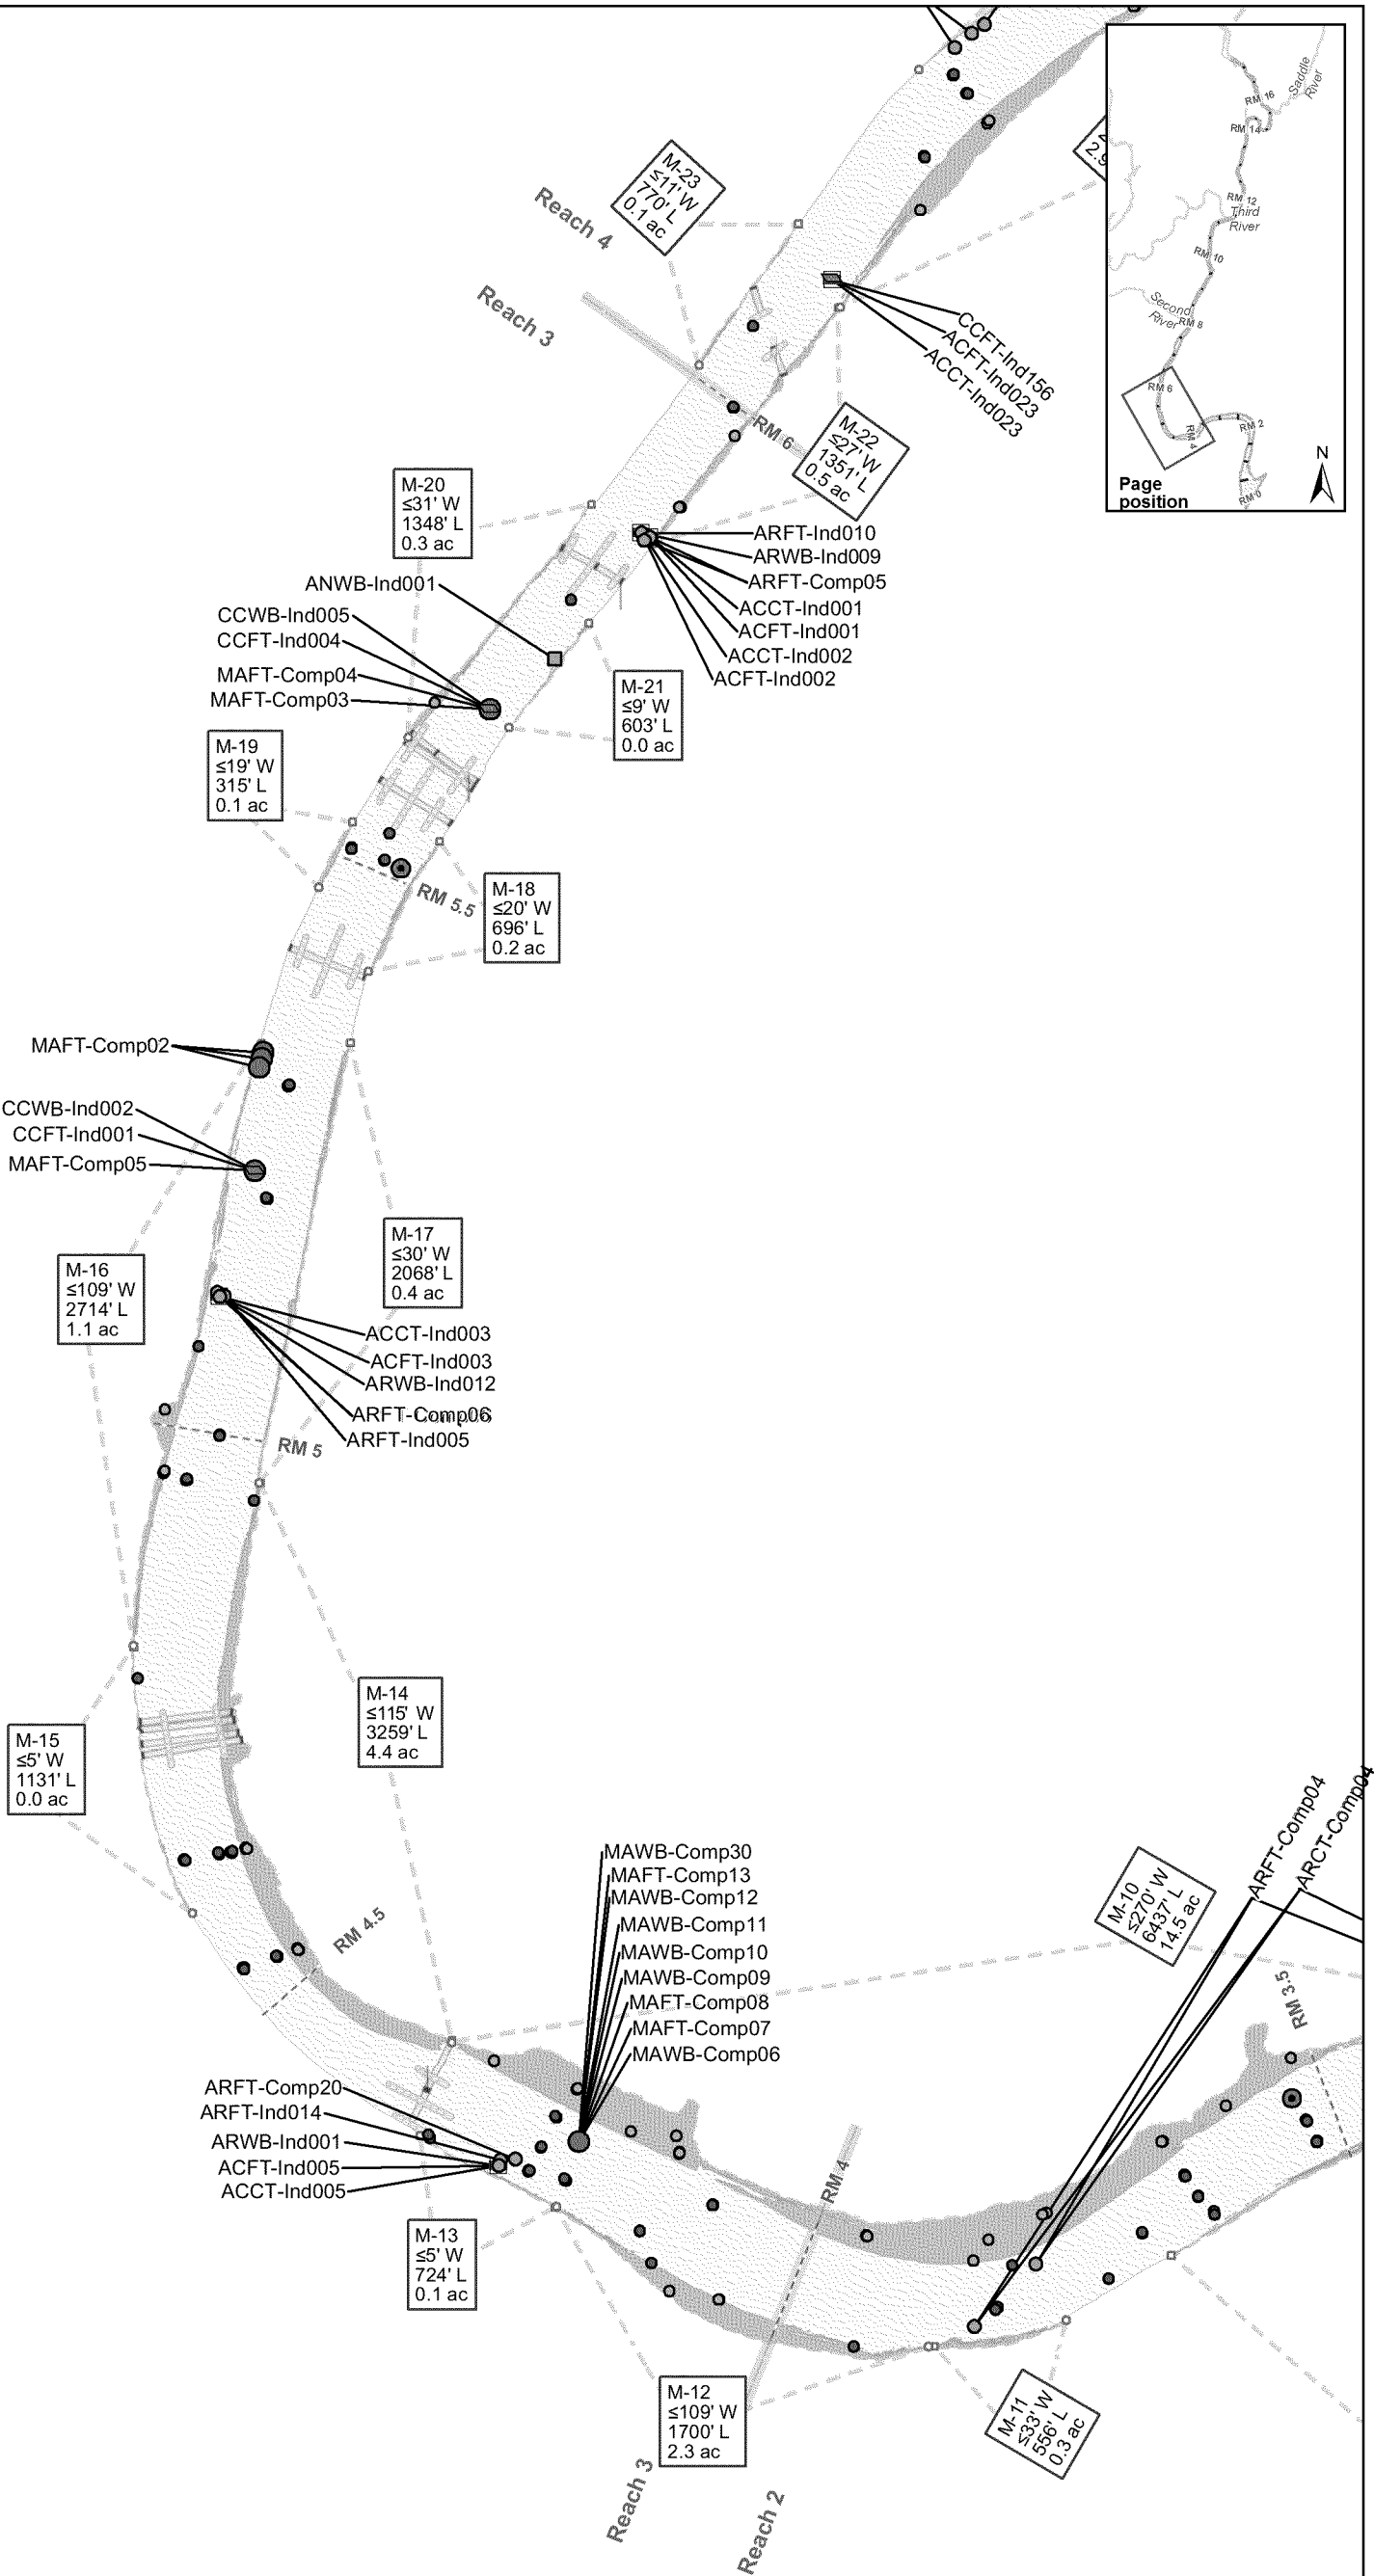 Saddle
River
RM 16
RM 14
RM 12
Third
River
RM 10
Second
River
RM 8
RM 6
RM 4
RM 2
RM 0
N
Page
position
2.9
M-23
≤11' W
770' L
0.1 ac
Reach 4
Reach 3
CCFT-Ind156
ACFT-Ind023
ACCT-Ind023
RM 6
M-22
≤27' W
1351' L
0.5 ac
M-20
≤31' W
1348' L
0.3 ac
ARFT-Ind010
ARWB-Ind009
ARFT-Comp05
ACCT-Ind001
ACFT-Ind001
ACCT-Ind002
ACFT-Ind002
ANWB-Ind001
CCWB-Ind005
CCFT-Ind004
MAFT-Comp04
MAFT-Comp03
M-21
≤9' W
603' L
0.0 ac
M-19
≤19' W
315' L
0.1 ac
RM 5.5
M-18
≤20' W
696' L
0.2 ac
MAFT-Comp02
CCWB-Ind002
CCFT-Ind001
MAFT-Comp05
M-17
≤30' W
2068' L
0.4 ac
M-16
≤109' W
2714' L
1.1 ac
ACCT-Ind003
ACFT-Ind003
ARWB-Ind012
ARFT-Comp06
ARFT-Ind005
RM 5
M-14
≤115' W
3259' L
4.4 ac
M-15
≤5' W
1131' L
0.0 ac
RM 4.5
MAWB-Comp30
MAFT-Comp13
MAWB-Comp12
MAWB-Comp11
MAWB-Comp10
MAWB-Comp09
MAFT-Comp08
MAFT-Comp07
MAWB-Comp06
ARFT-Comp04
ARCT-Comp04
M-10
≤270' W
6437' L
14.5 ac
RM 3.5
ARFT-Comp20
ARFT-Ind014
ARWB-Ind001
ACFT-Ind005
ACCT-Ind005
RM 4
M-13
≤5' W
724' L
0.1 ac
M-12
≤109' W
1700' L
2.3 ac
M-11
≤33' W
556' L
0.3 ac
Reach 3
Reach 2